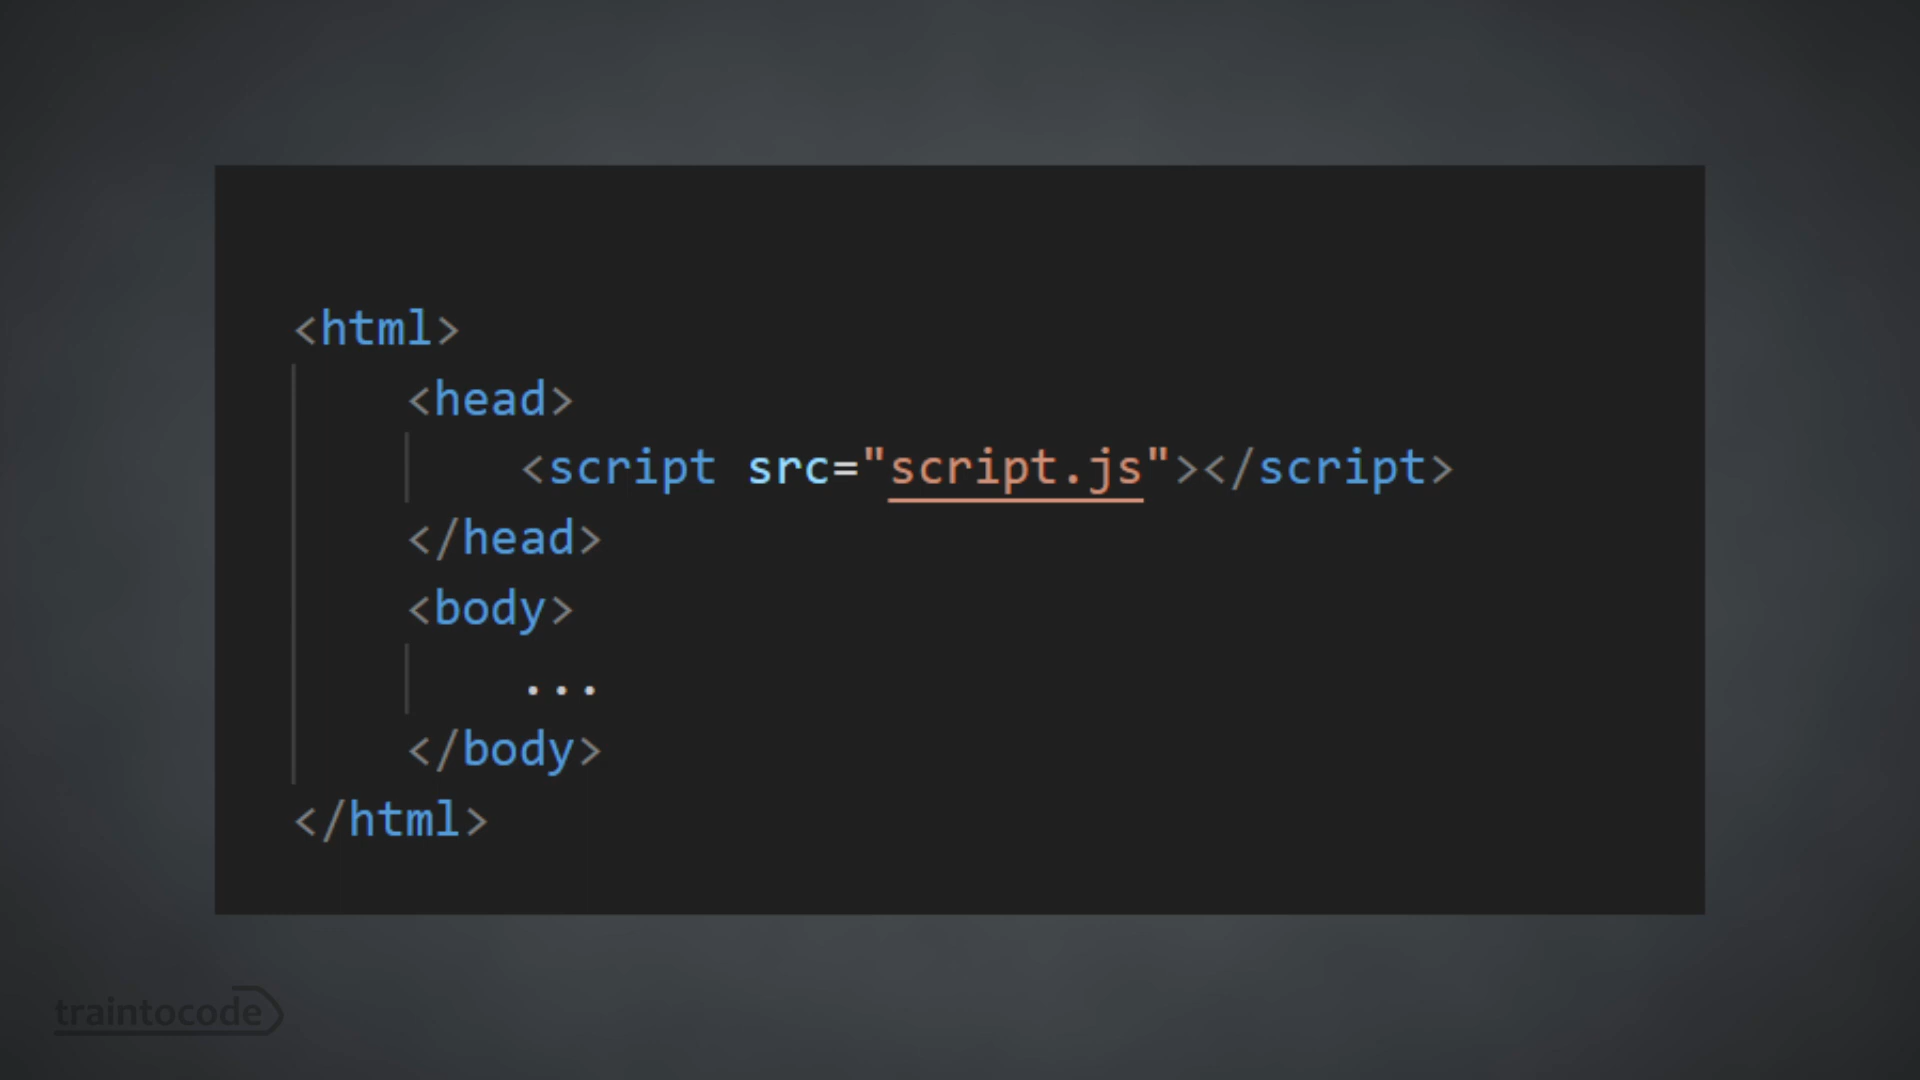 <html>
<head>
<script src="script.js"></script>
</head>
<body>
...
</body>
</html>
traintocode